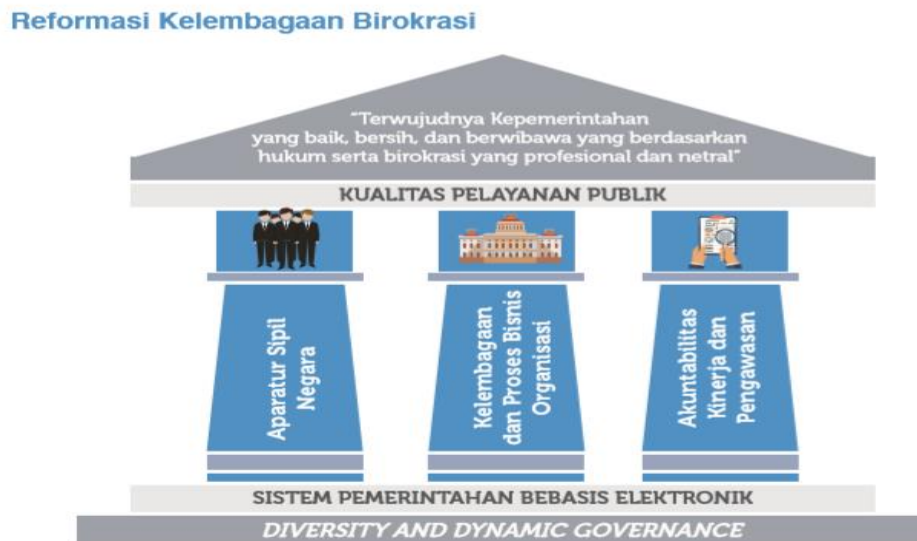 Reformasi Kelembagaan Birokrasi
“Terwujudnya Kepemerintahan
yang baik, bersih, dan berwibawa yang berdasarkan
hukum serta birokrasi yang profesional dan netral”
KUALITAS PELAYANAN PUBLIK
Aparatur Sipil
Negara
Kelembagaan
dan Proses Bisnis
Organisasi
Akuntabilitas
Kinerja dan
Pengawasan
SISTEM PEMERINTAHAN BEBASIS ELEKTRONIK
DIVERSITY AND DYNAMIC GOVERNANCE